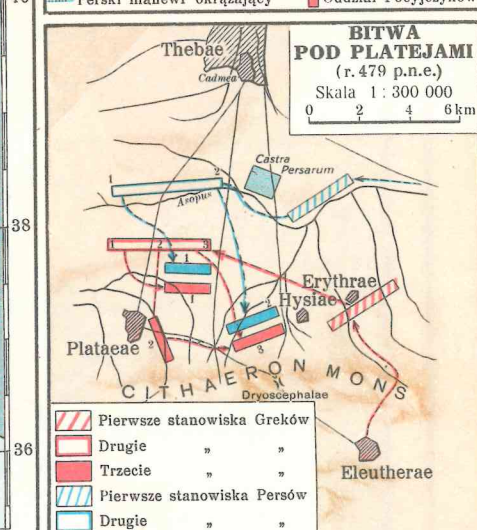 Perski manewr okrążający
Thebae
Cadmea
BITWA
POD PLATEJAMI
(r. 479 p.n.e.)
Skala 1 : 300 000
0 2 4 6 km
Castra
Persarum
1 2
Asopus
38
1 2 3
1
1
Erythrae
Hysiae
2
3
Plataeae
2
CITHAERON MONS
Dryoscephalae
Pierwsze stanowiska Greków
Drugie " "
Trzecie " "
Pierwsze stanowiska Persów
Drugie " "
36
Eleutherae